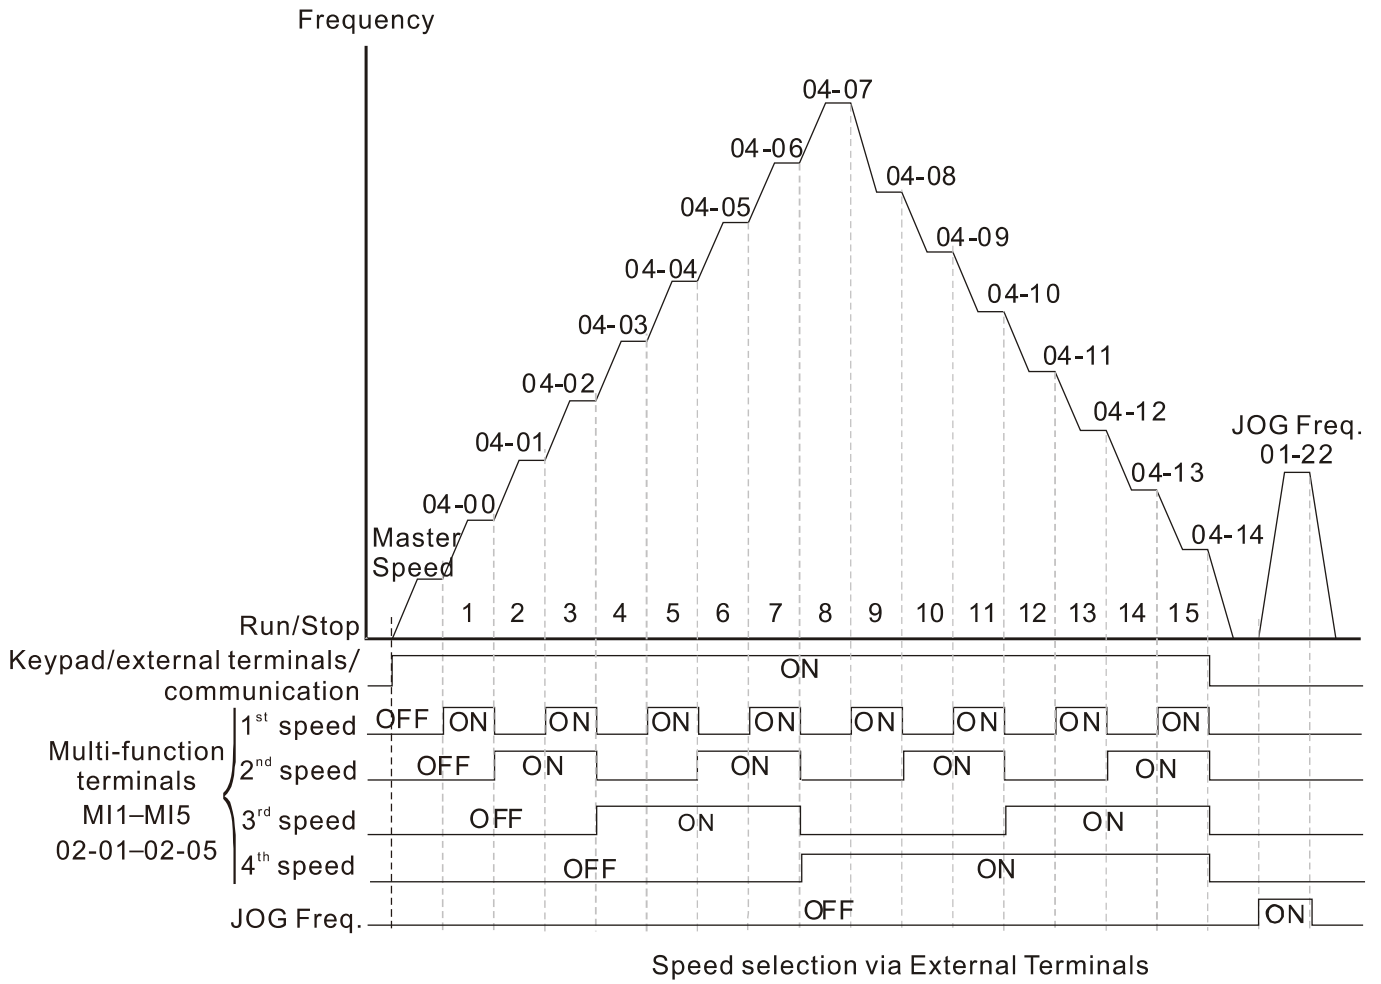 Frequency
04-07
04-06
04-08
04-05
04-09
04-04
04-10
04-03
04-11
04-02
04-12
04-01
JOG Freq.
01-22
04-13
04-00
04-14
Master
Speed
1 2 3 4 5 6 7 8 9 10 11 12 13 14 15
Run/Stop
Keypad/external terminals/
communication
ON
Multi-function
terminals
MI1–MI5
02-01–02-05
1st speed OFF ON ON ON ON ON ON ON ON
2nd speed OFF ON ON ON ON
3rd speed OFF ON ON
4th speed OFF ON
JOG Freq. OFF ON
Speed selection via External Terminals